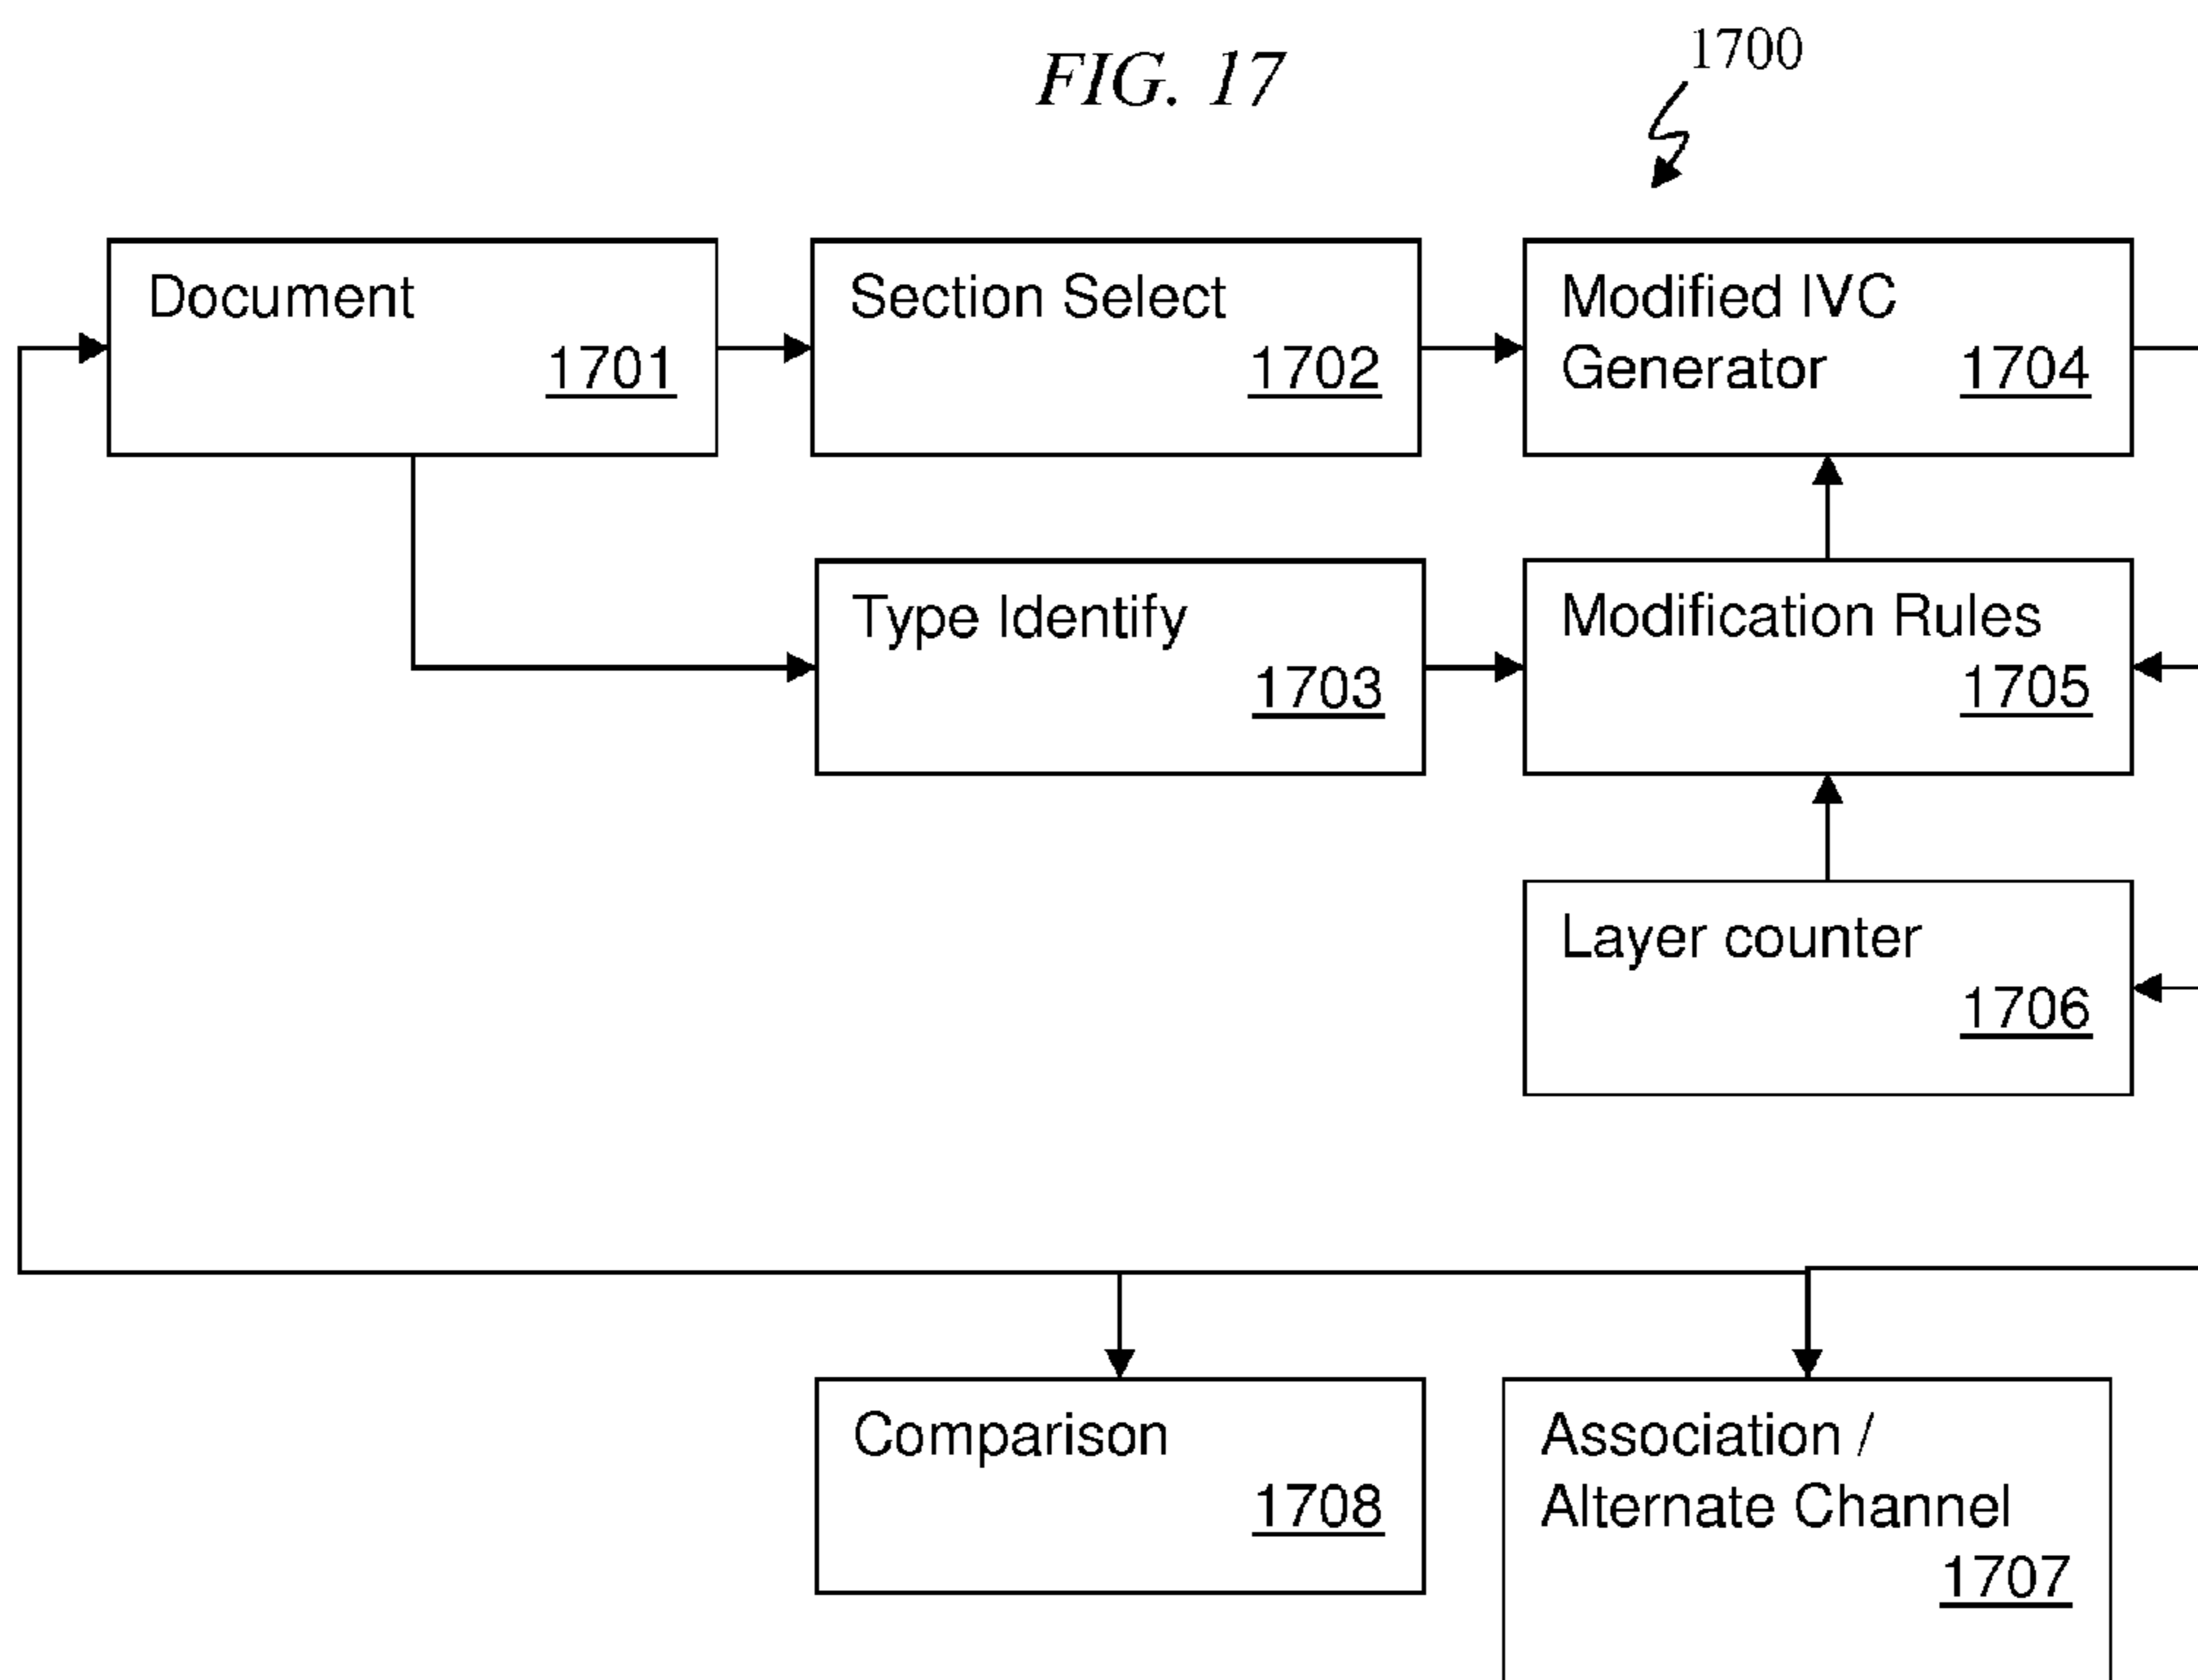 FIG. 17
1700
Document
1701
Section Select
1702
Modified IVC
Generator 1704
Type Identify
1703
Modification Rules
1705
Layer counter
1706
Comparison
1708
Association /
Alternate Channel
1707